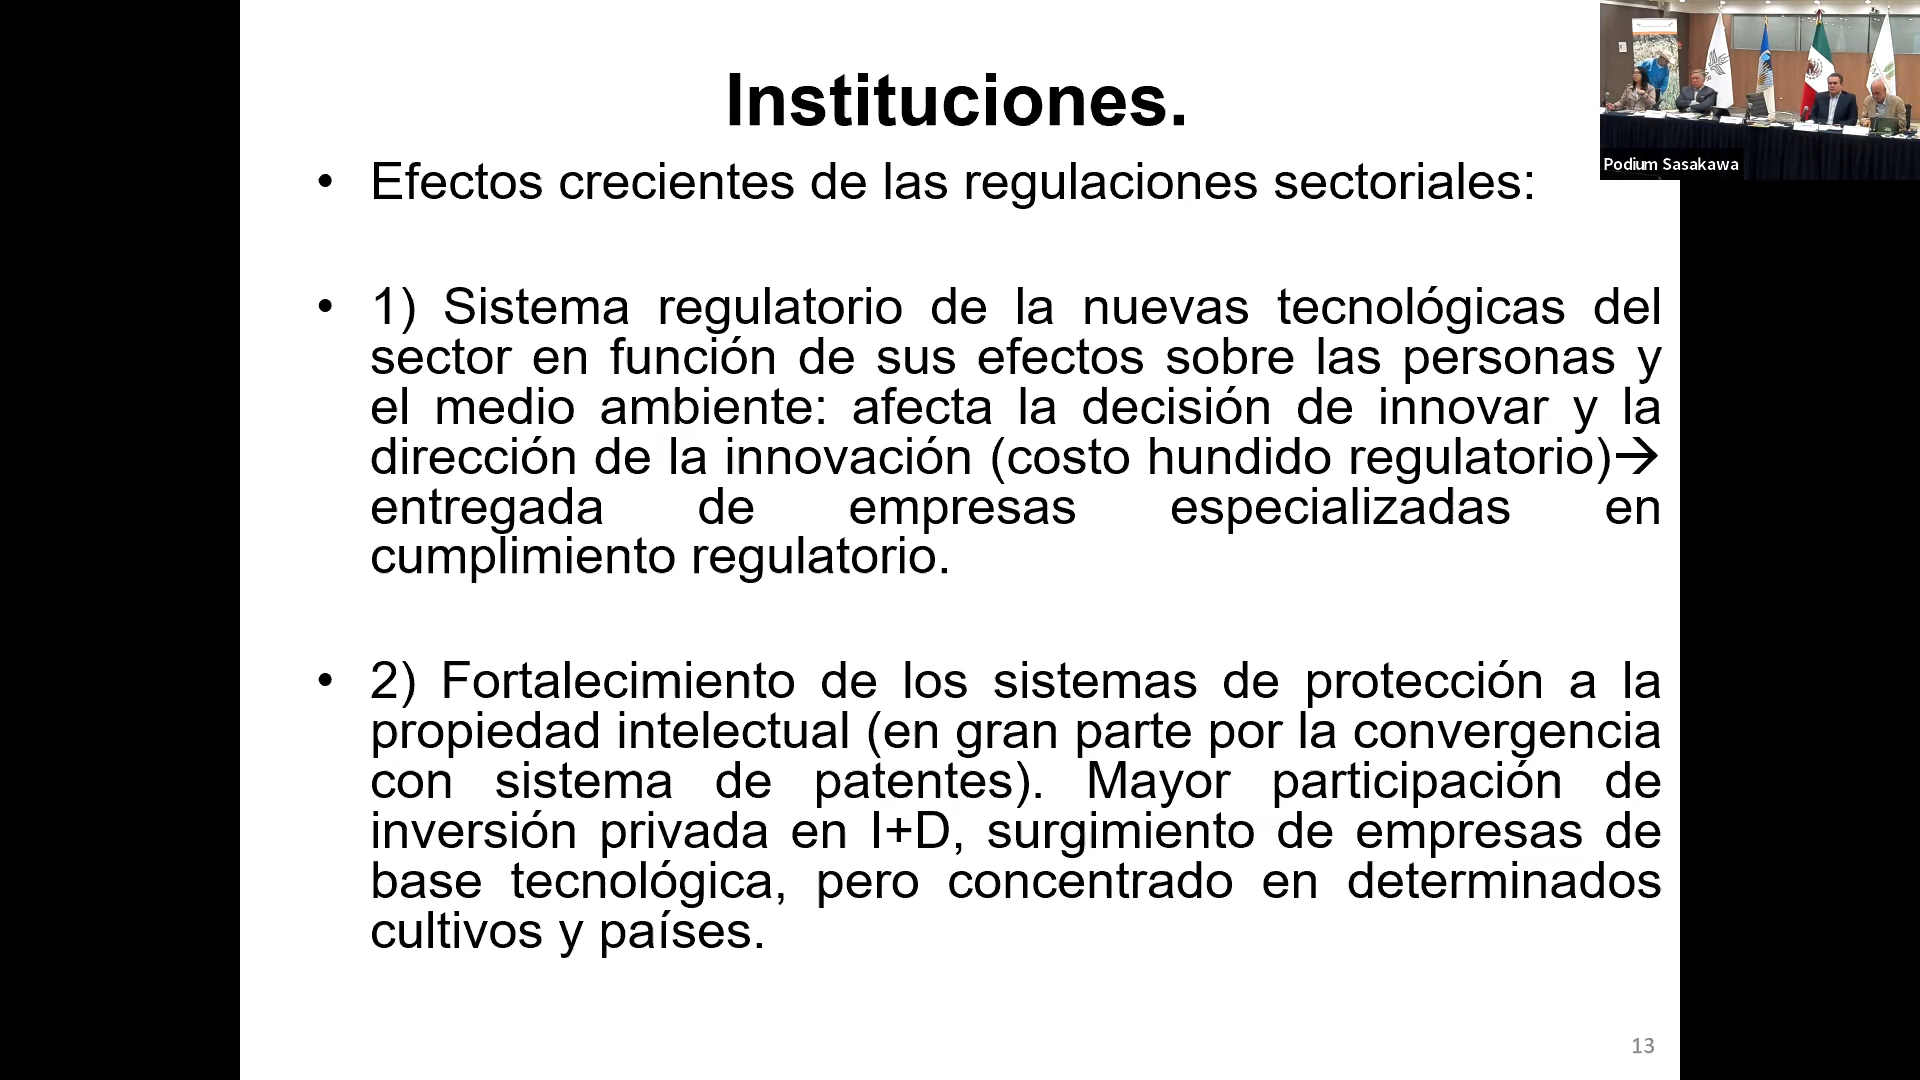 Instituciones.
• Efectos crecientes de las regulaciones sectoriales:
• 1) Sistema regulatorio de la nuevas tecnológicas del
sector en función de sus efectos sobre las personas y
el medio ambiente: afecta la decisión de innovar y la
dirección de la innovación (costo hundido regulatorio)→
entregada de empresas especializadas en
cumplimiento regulatorio.
• 2) Fortalecimiento de los sistemas de protección a la
propiedad intelectual (en gran parte por la convergencia
con sistema de patentes). Mayor participación de
inversión privada en I+D, surgimiento de empresas de
base tecnológica, pero concentrado en determinados
cultivos y países.
13
Podium Sasakawa